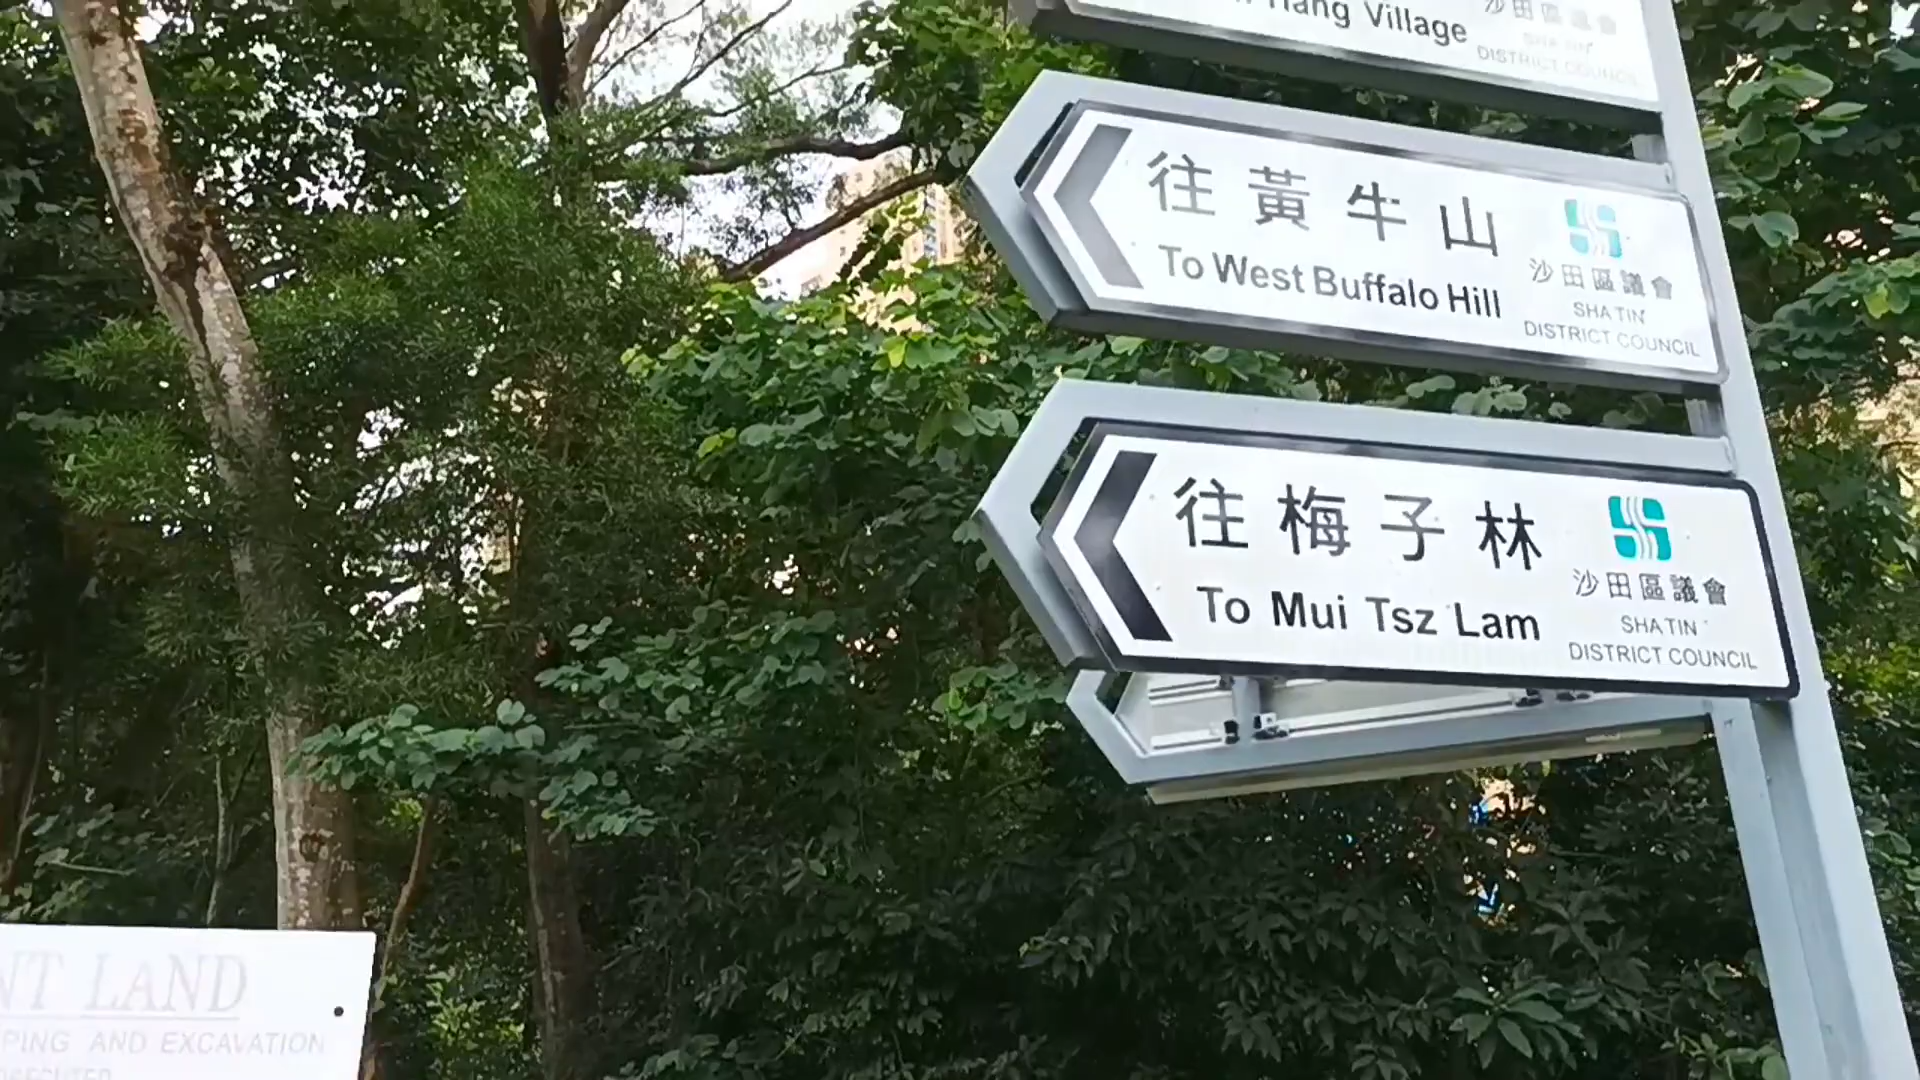 Hang Village
沙田區議會
SHA TIN
DISTRICT COUNCIL
往黃牛山
To West Buffalo Hill
沙田區議會
SHA TIN
DISTRICT COUNCIL
往梅子林
To Mui Tsz Lam
沙田區議會
SHA TIN
DISTRICT COUNCIL
LAND
AND EXCAVATION